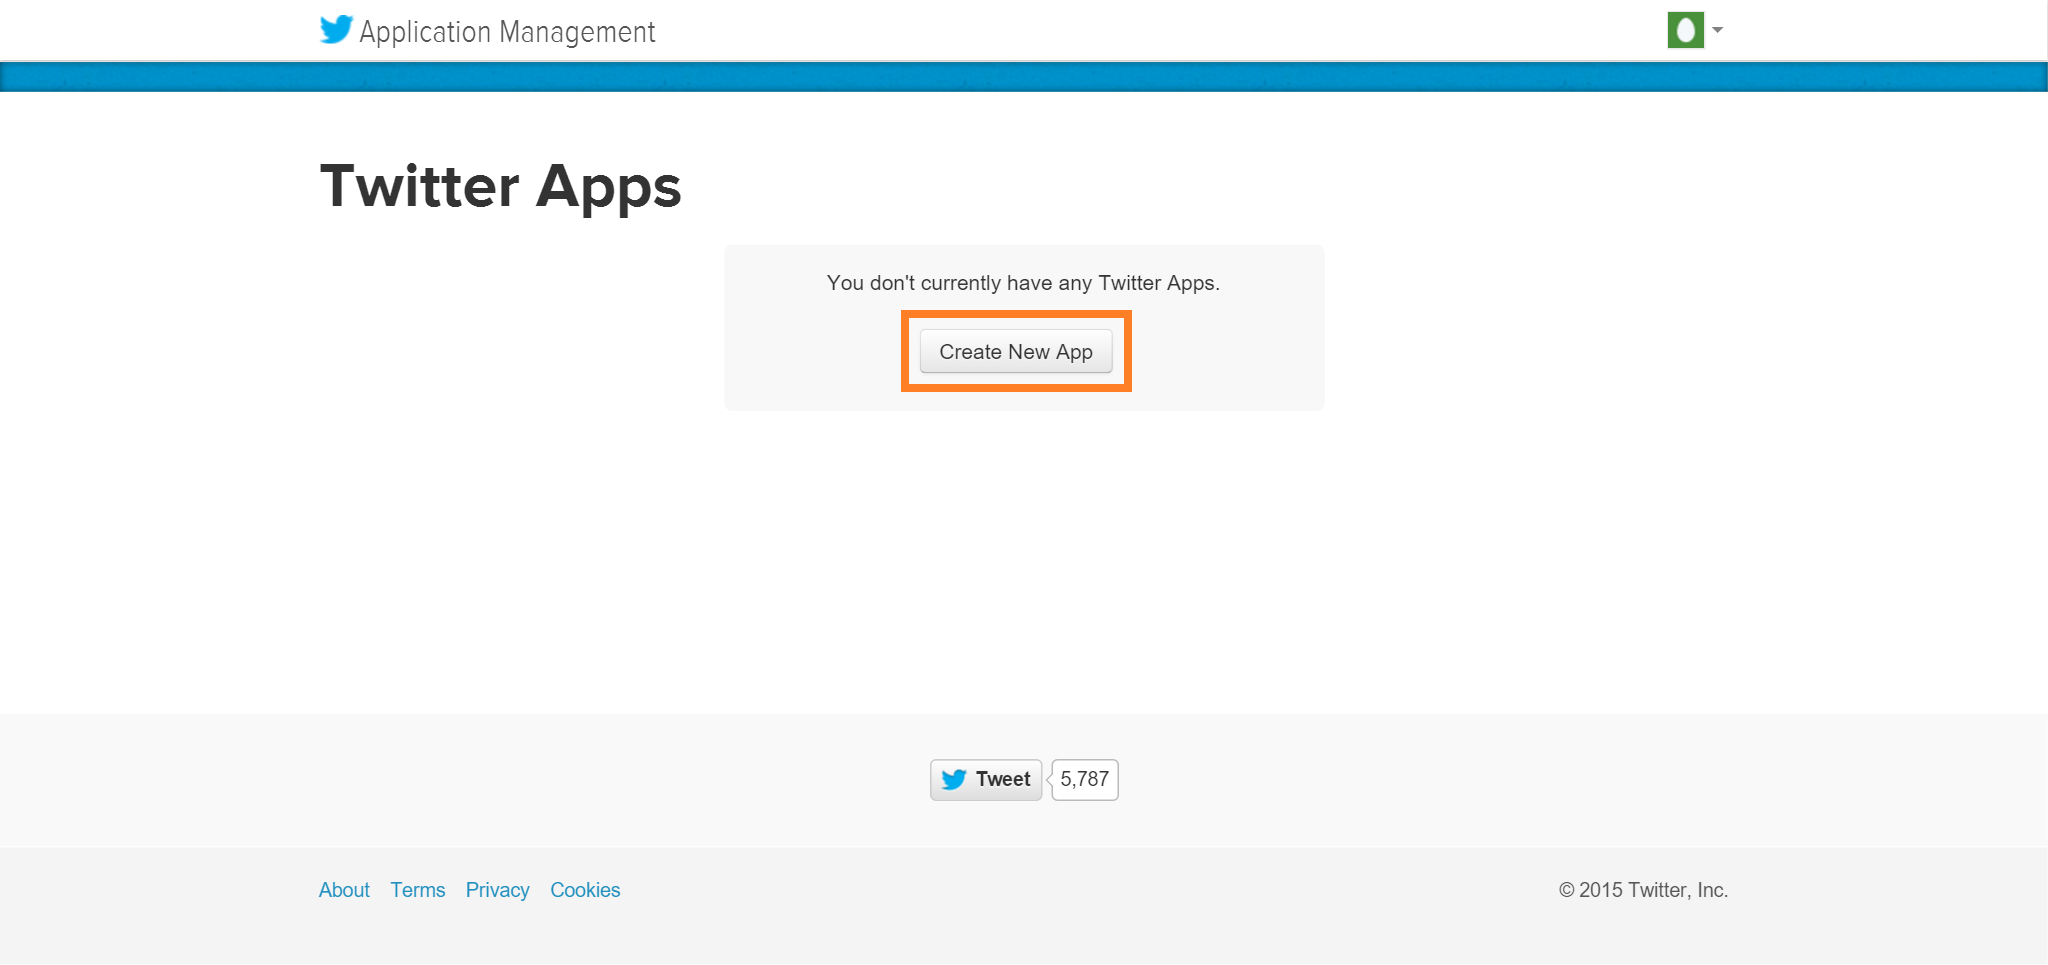 Application Management
Twitter Apps
You don't currently have any Twitter Apps.
Create New App
Tweet 5,787
About Terms Privacy Cookies © 2015 Twitter, Inc.